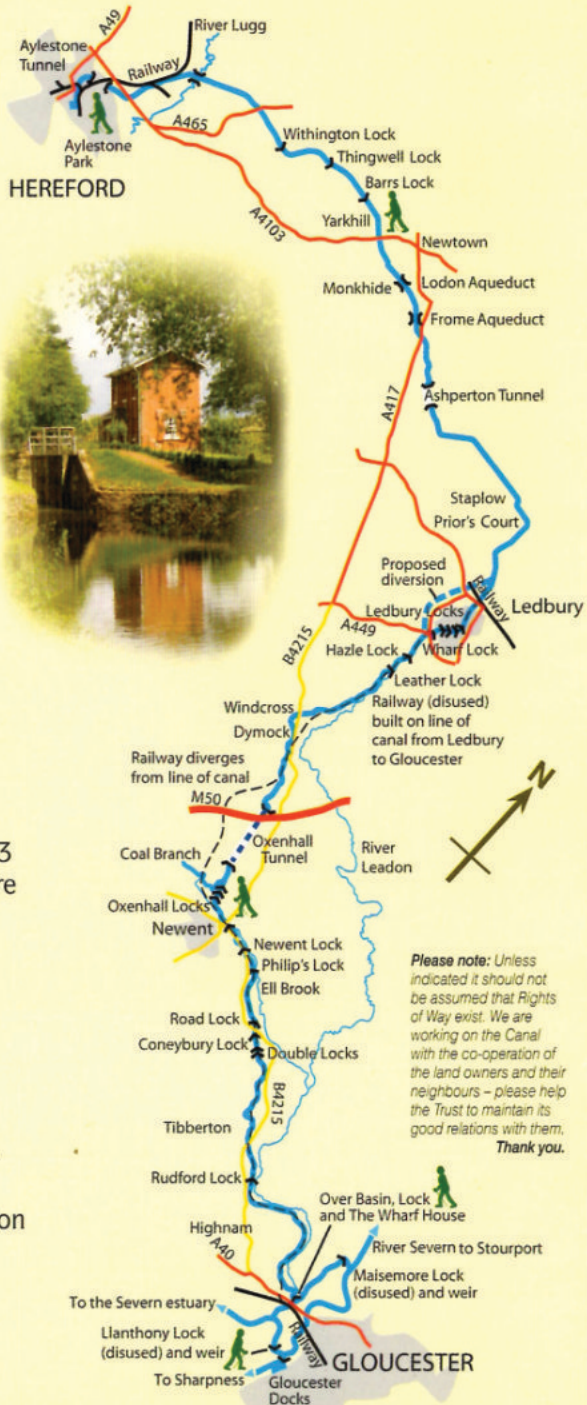 A49
Aylestone
Tunnel
River Lugg
Railway
A465
Aylestone
Park
HEREFORD
Withington Lock
Thingwell Lock
Barrs Lock
Yarkhill
A4103
Newtown
Monkhide
Lodon Aqueduct
Frome Aqueduct
A417
Ashperton Tunnel
Staplow
Prior's Court
Proposed
diversion
Railway
Ledbury
Ledbury Locks
A449
B4215
Hazle Lock
Wharf Lock
Leather Lock
Windcross
Dymock
Railway (disused)
built on line of
canal from Ledbury
to Gloucester
Railway diverges
from line of canal
M50
N
3
re
Coal Branch
Oxenhall
Tunnel
River
Leadon
Oxenhall Locks
Newent
Newent Lock
Philip's Lock
Ell Brook
Please note: Unless
indicated it should not
be assumed that Rights
of Way exist. We are
working on the Canal
with the co-operation of
the land owners and their
neighbours – please help
the Trust to maintain its
good relations with them.
Thank you.
Road Lock
Coneybury Lock
Double Locks
B4215
Tibberton
Rudford Lock
on
Over Basin, Lock
and The Wharf House
Highnam
A40
River Severn to Stourport
Maisemore Lock
(disused) and weir
To the Severn estuary
Llanthony Lock
(disused) and weir
Railway
GLOUCESTER
To Sharpness
Gloucester
Docks